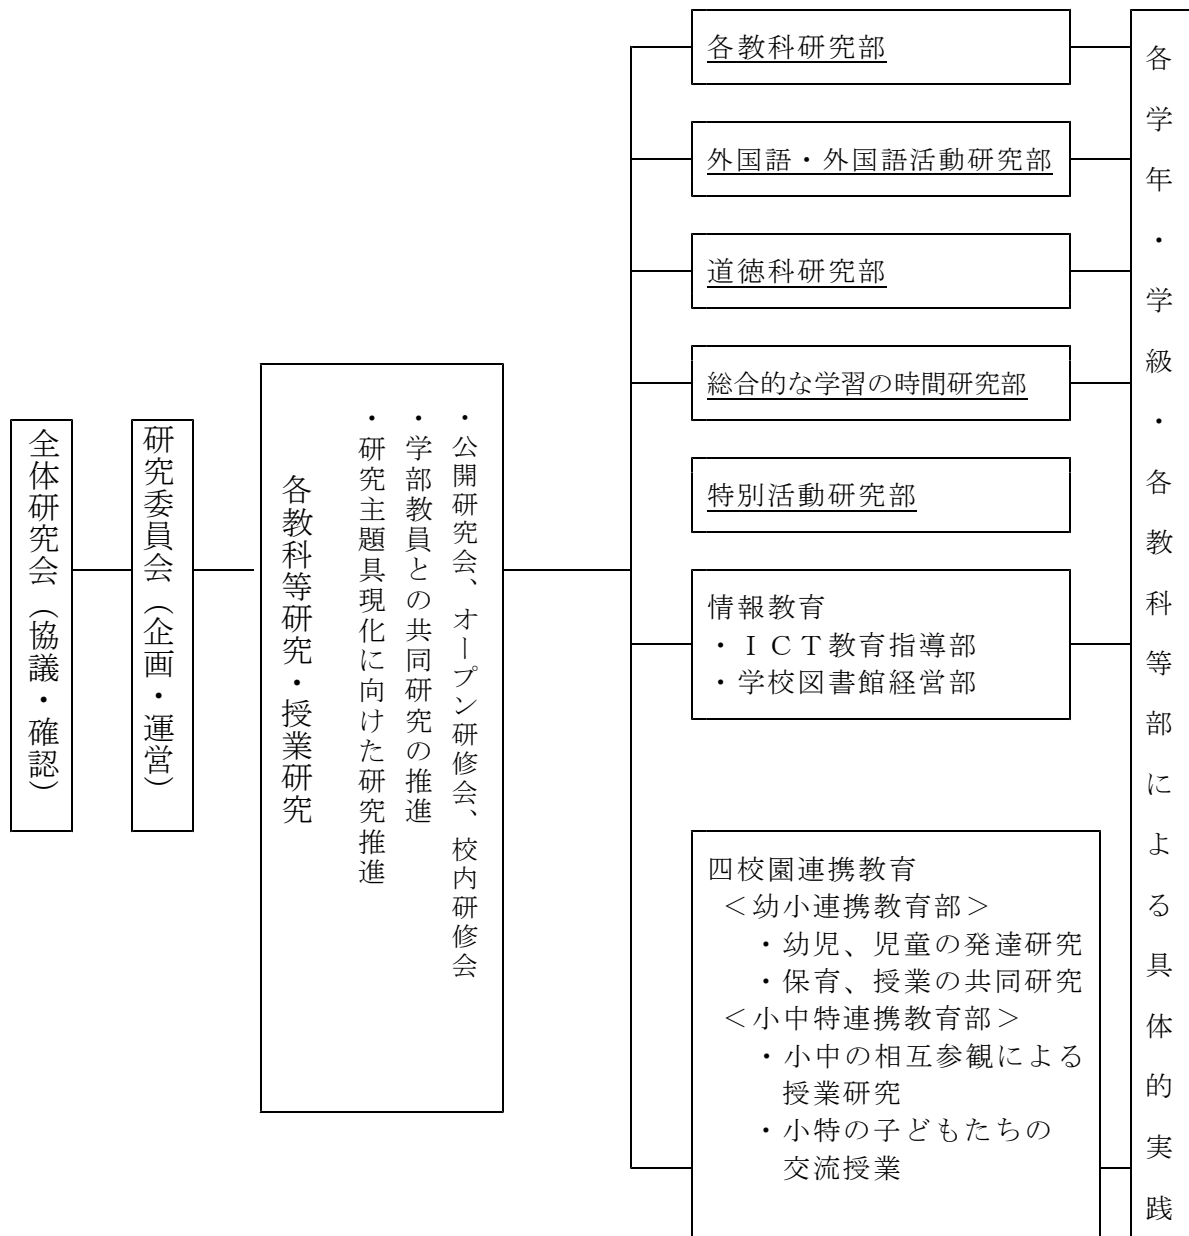 全体研究会（協議・確認）
研究委員会（企画・運営）
各教科等研究・授業研究
・公開研究会、オープン研修会、校内研修会
・学部教員との共同研究の推進
・研究主題具現化に向けた研究推進
各教科研究部
外国語・外国語活動研究部
道徳科研究部
総合的な学習の時間研究部
特別活動研究部
情報教育
・ＩＣＴ教育指導部
・学校図書館経営部
四校園連携教育
＜幼小連携教育部＞
・幼児、児童の発達研究
・保育、授業の共同研究
＜小中特連携教育部＞
・小中の相互参観による
授業研究
・小特の子どもたちの
交流授業
各学年・学級・各教科等部による具体的実践